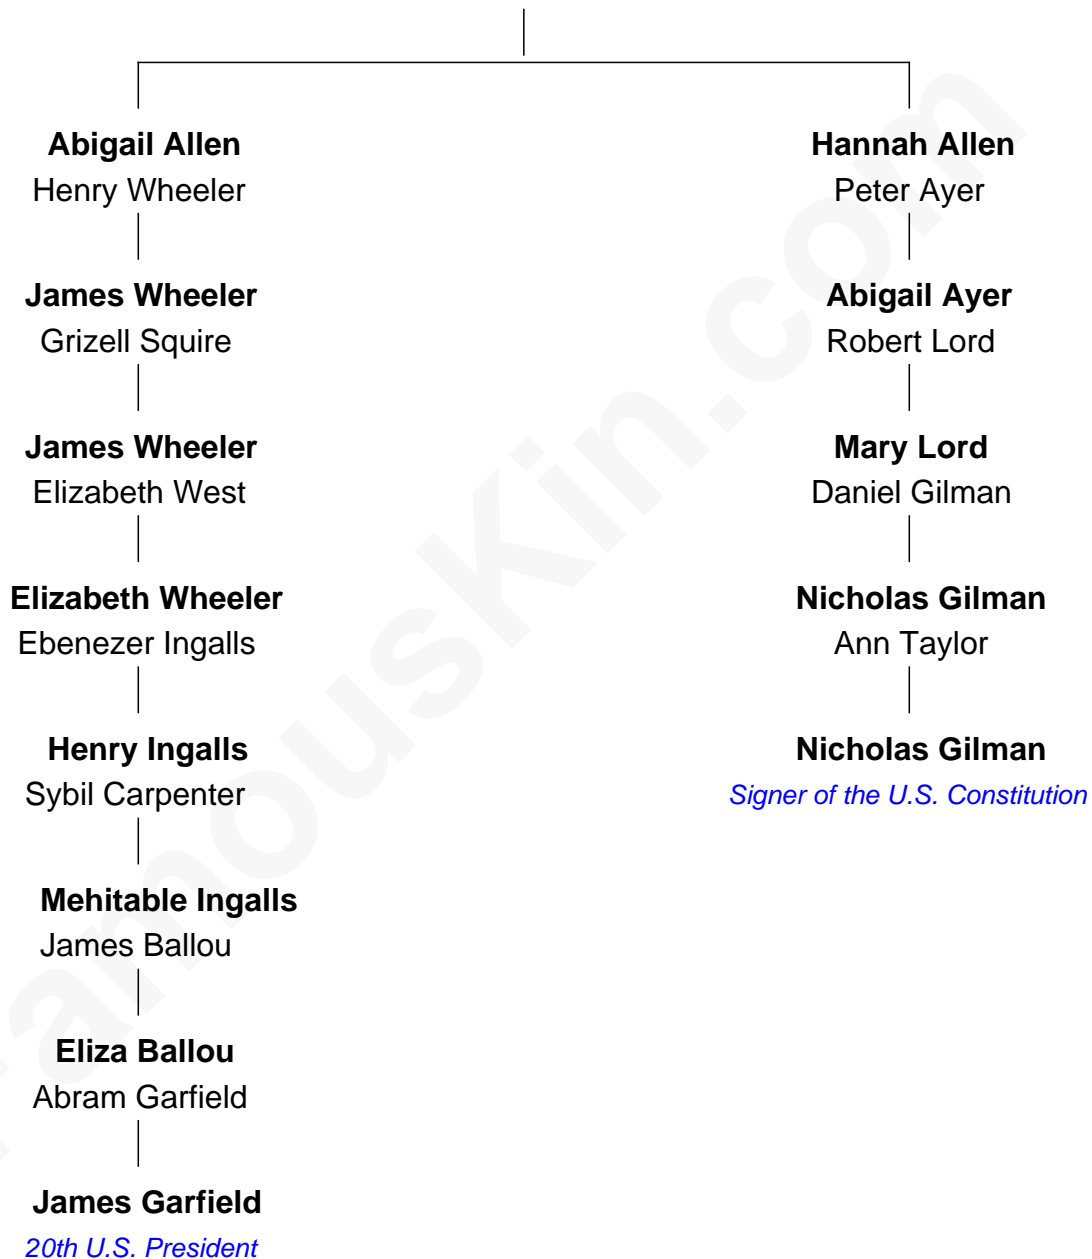 Abigail Allen
Henry Wheeler
James Wheeler
Grizell Squire
James Wheeler
Elizabeth West
Elizabeth Wheeler
Ebenezer Ingalls
Henry Ingalls
Sybil Carpenter
Mehitable Ingalls
James Ballou
Eliza Ballou
Abram Garfield
James Garfield
20th U.S. President
Hannah Allen
Peter Ayer
Abigail Ayer
Robert Lord
Mary Lord
Daniel Gilman
Nicholas Gilman
Ann Taylor
Nicholas Gilman
Signer of the U.S. Constitution
FamousKin.com